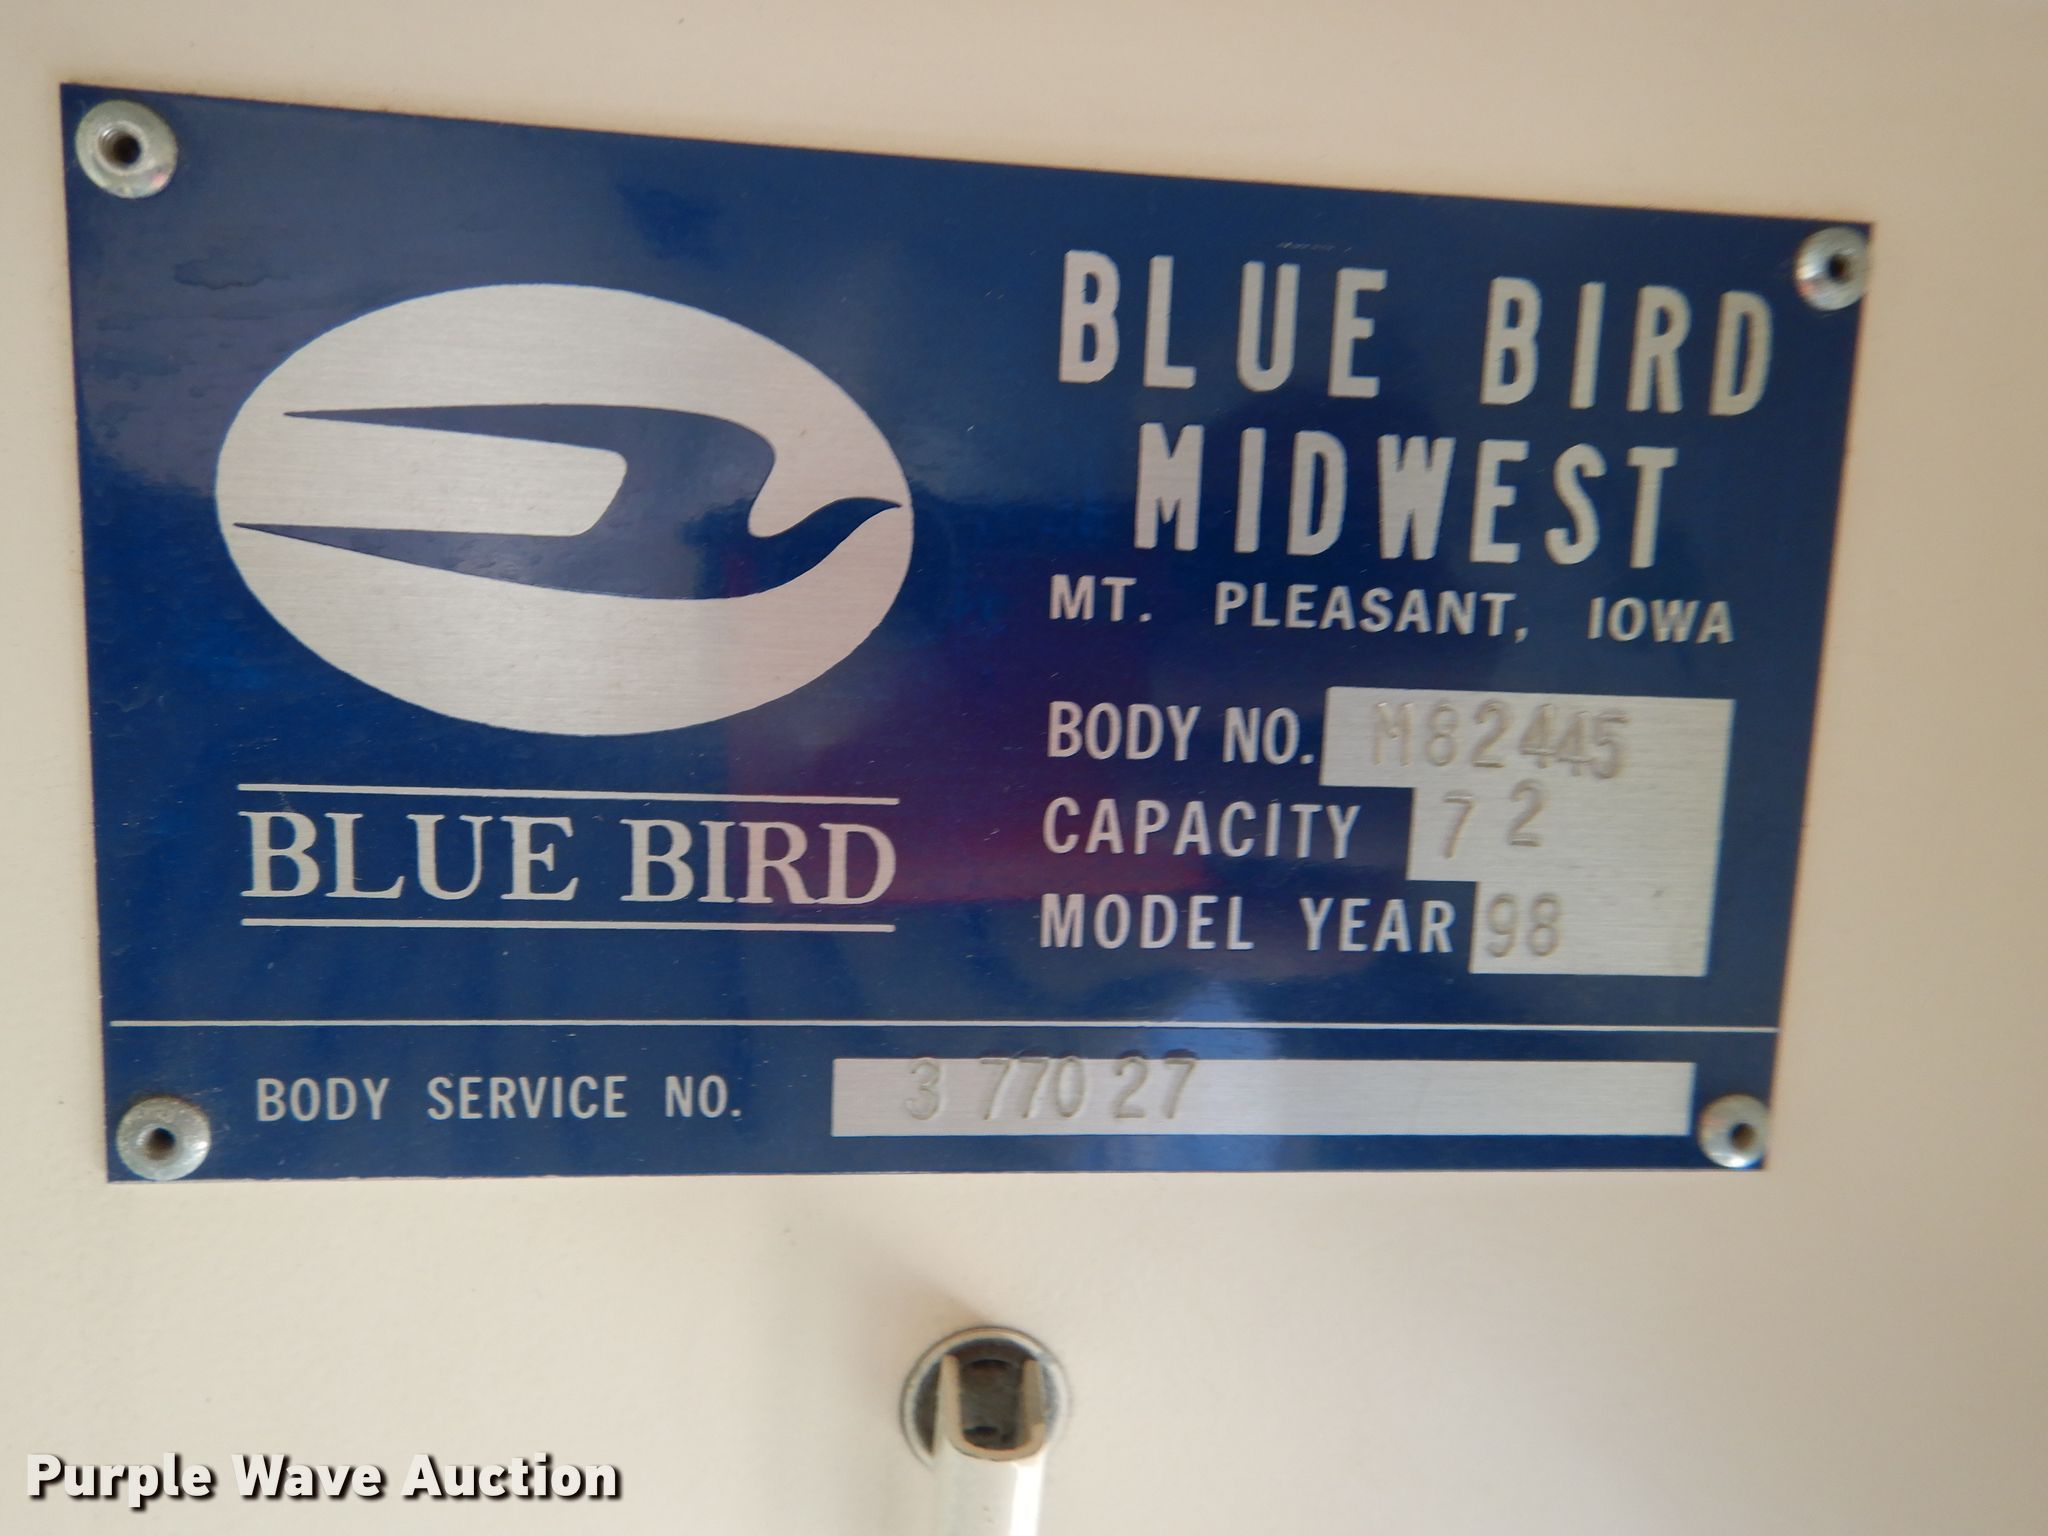 BLUE BIRD
MIDWEST
MT. PLEASANT, IOWA
BODY NO. M82445
CAPACITY 72
MODEL YEAR 98
BLUE BIRD
BODY SERVICE NO. 3 770 27
Purple Wave Auction